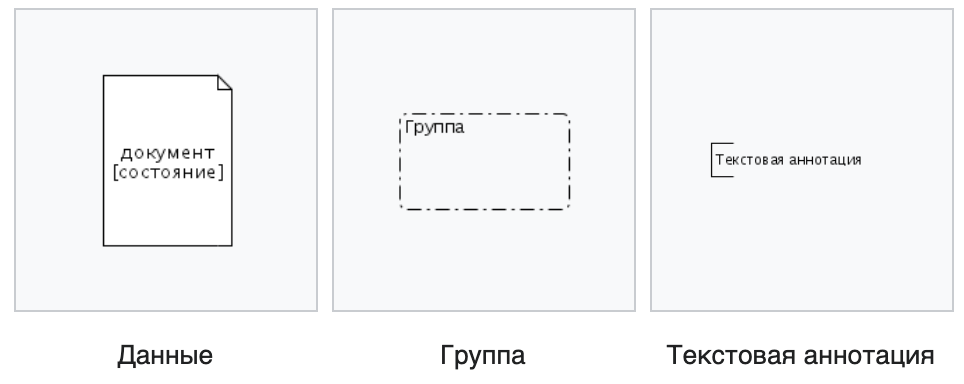 документ
[состояние]
Группа
Текстовая аннотация
Данные
Группа
Текстовая аннотация